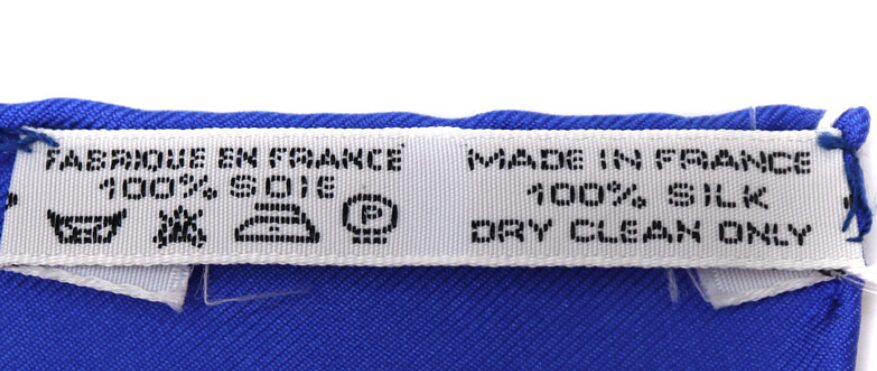 FABRIQUE EN FRANCE
100% SOIE
P
MADE IN FRANCE
100% SILK
DRY CLEAN ONLY